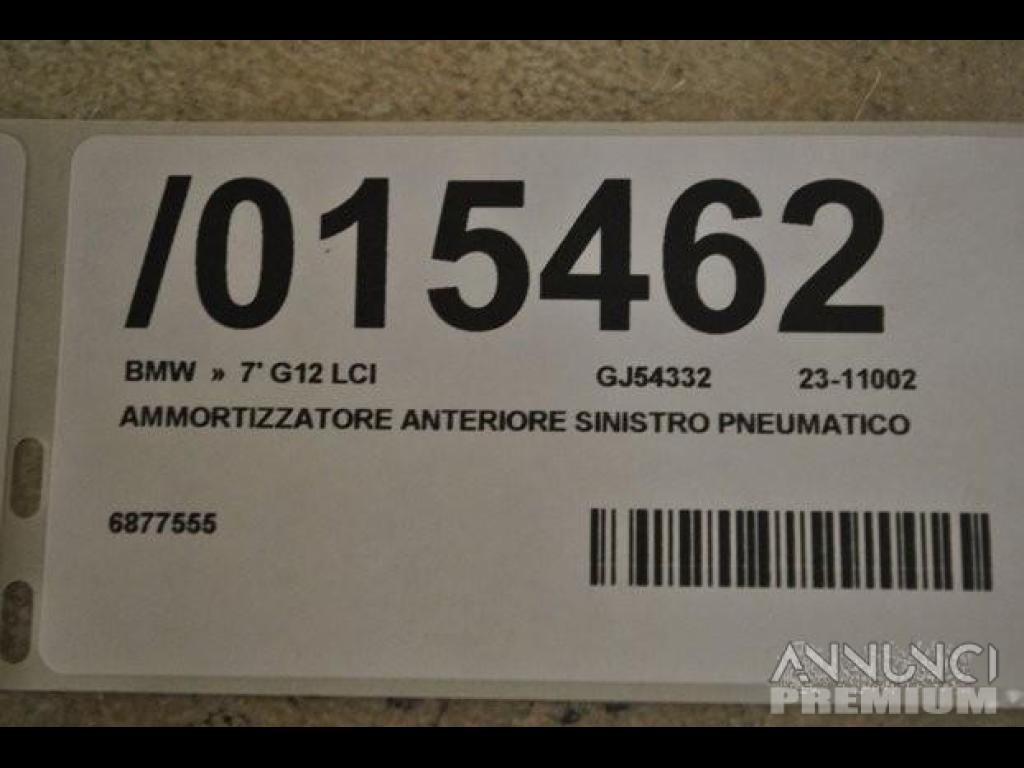 /015462
BMW » 7' G12 LCI GJ54332 23-11002
AMMORTIZZATORE ANTERIORE SINISTRO PNEUMATICO
6877555
ANNUNCI
PREMIUM